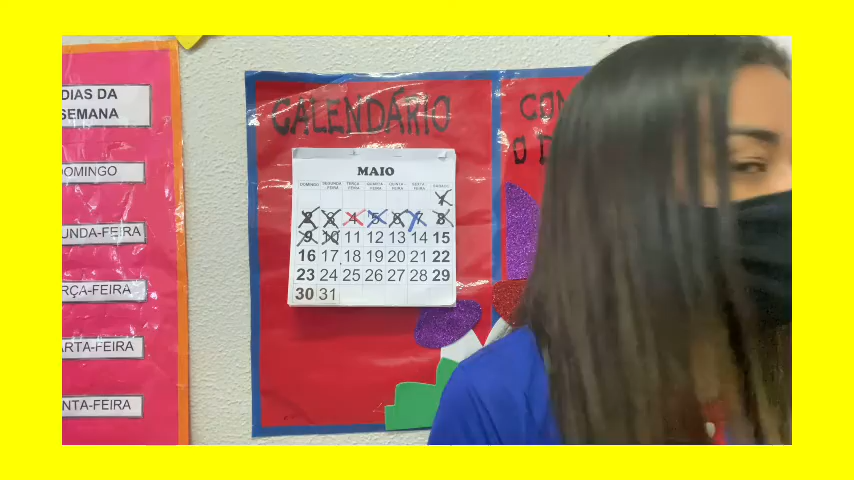 DIAS DA
SEMANA
DOMINGO
UNDA-FEIRA
RÇA-FEIRA
ARTA-FEIRA
NTA-FEIRA
CALENDÁRIO
MAIO
DOMINGO SEGUNDA-FEIRA TERÇA-FEIRA QUARTA-FEIRA QUINTA-FEIRA SEXTA-FEIRA SÁBADO
1
2 3 4 5 6 7 8
9 10 11 12 13 14 15
16 17 18 19 20 21 22
23 24 25 26 27 28 29
30 31
CON
O D